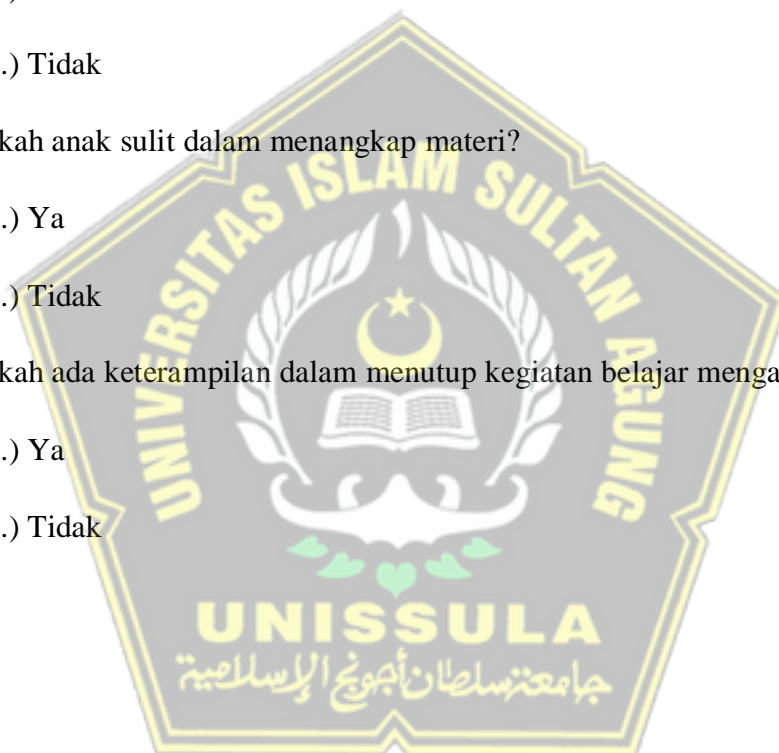 .) Tidak
kah anak sulit dalam menangkap materi?
.) Ya
.) Tidak
kah ada keterampilan dalam menutup kegiatan belajar menga
.) Ya
.) Tidak
UNIVERSITAS ISLAM SULTAN AGUNG
UNISSULA
جامعة سلطان أجونج الإسلامية